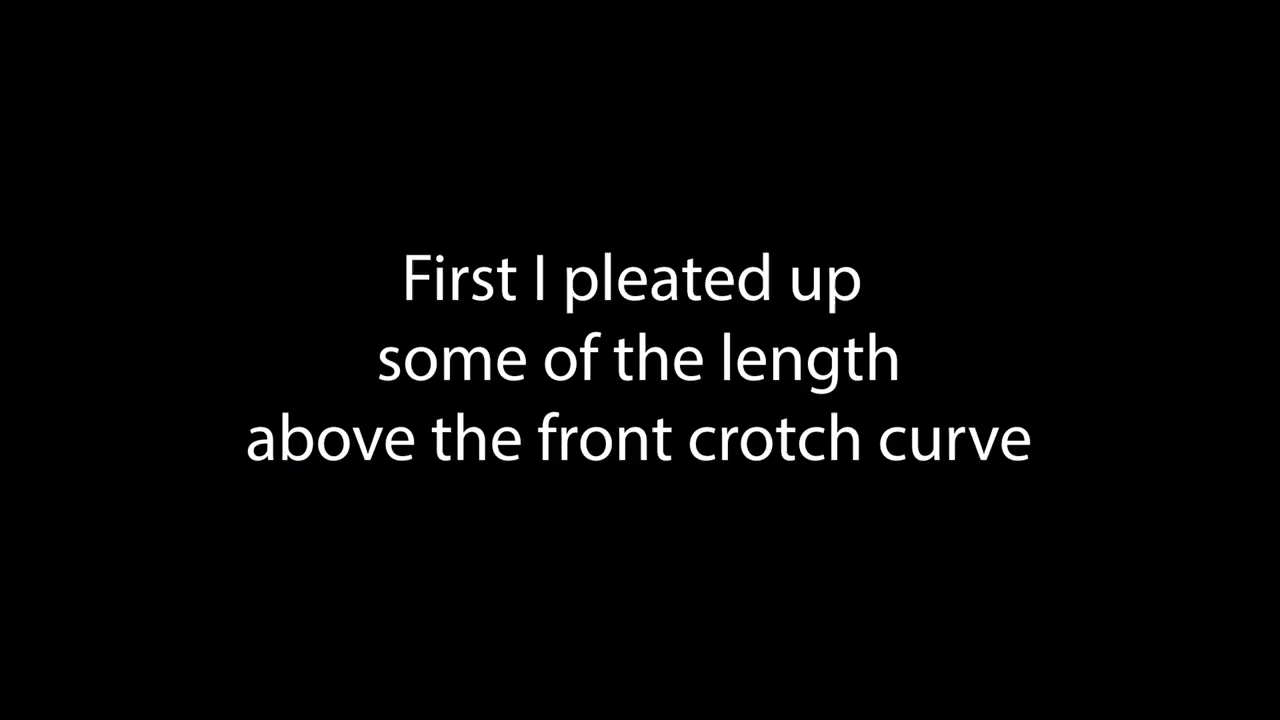 First I pleated up
some of the length
above the front crotch curve